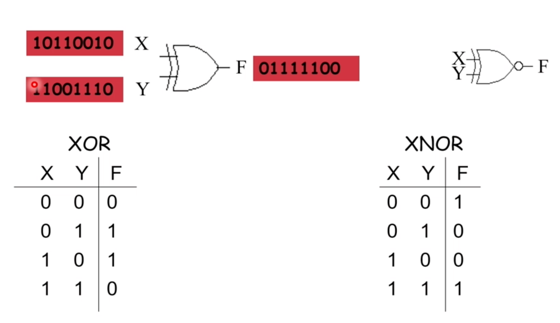 10110010 X
F 01111100
11001110 Y
X
Y F
XOR
X Y F
0 0 0
0 1 1
1 0 1
1 1 0
XNOR
X Y F
0 0 1
0 1 0
1 0 0
1 1 1